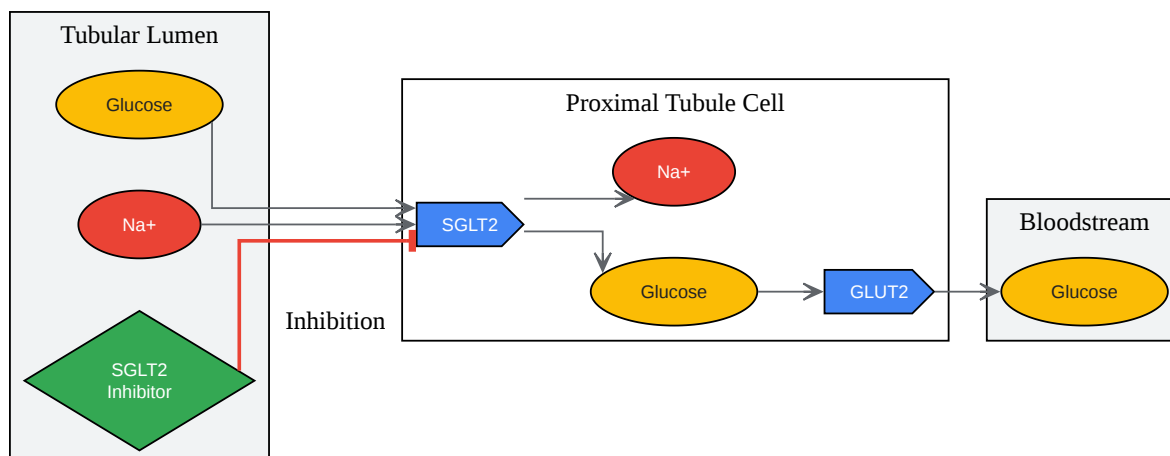 Tubular Lumen
Glucose
Na+
SGLT2
Inhibitor
Inhibition
Proximal Tubule Cell
Na+
SGLT2
Glucose
GLUT2
Bloodstream
Glucose